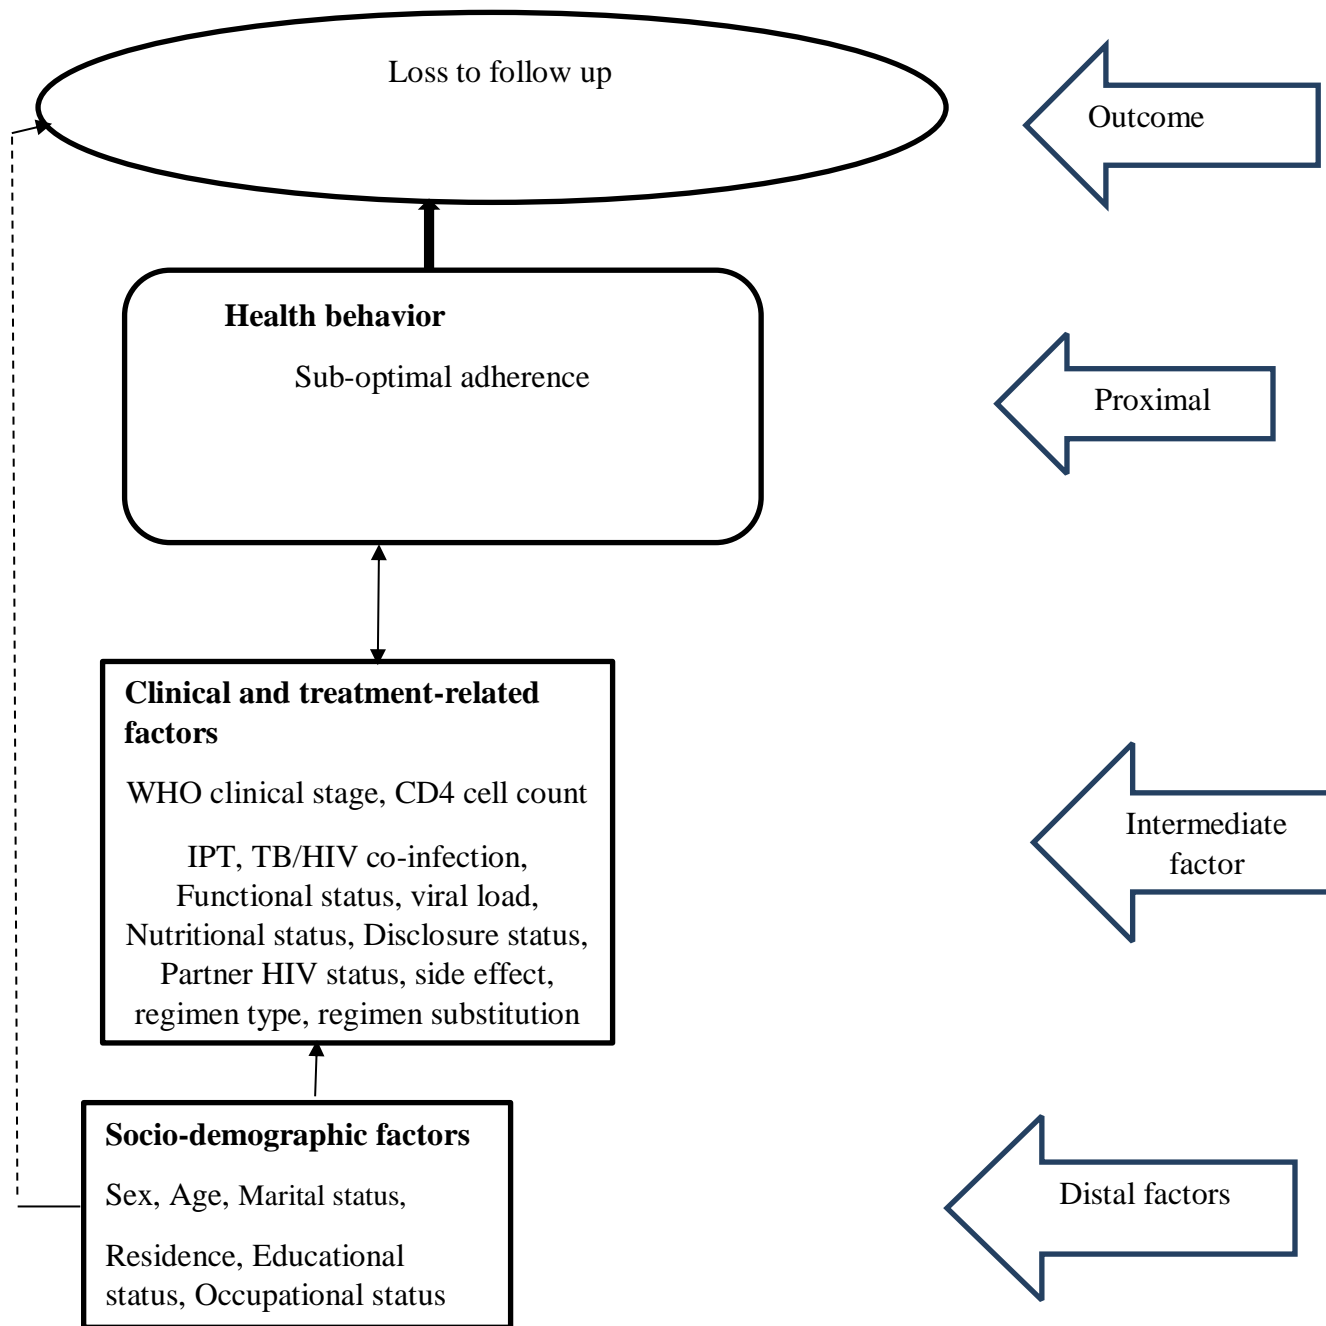 Loss to follow up
Outcome
Health behavior
Sub-optimal adherence
Proximal
Clinical and treatment-related
factors
WHO clinical stage, CD4 cell count
IPT, TB/HIV co-infection,
Functional status, viral load,
Nutritional status, Disclosure status,
Partner HIV status, side effect,
regimen type, regimen substitution
Intermediate
factor
Socio-demographic factors
Sex, Age, Marital status,
Residence, Educational
status, Occupational status
Distal factors